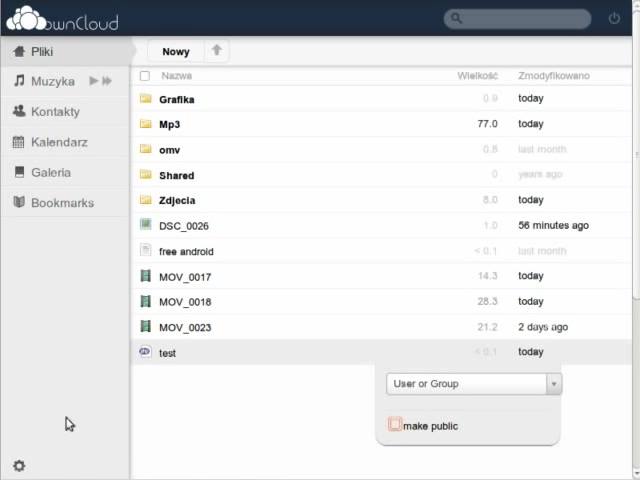 ownCloud
Pliki
Nowy
Muzyka
Nazwa Wielkość Zmodyfikowano
Grafika 0.9 today
Kontakty
Mp3 77.0 today
Kalendarz
omv 0.8 last month
Galeria
Shared 0 years ago
Bookmarks
Zdjecia 8.0 today
DSC_0026 1.0 56 minutes ago
free android < 0.1 last month
MOV_0017 14.3 today
MOV_0018 28.3 today
MOV_0023 21.2 2 days ago
test < 0.1 today
User or Group
make public